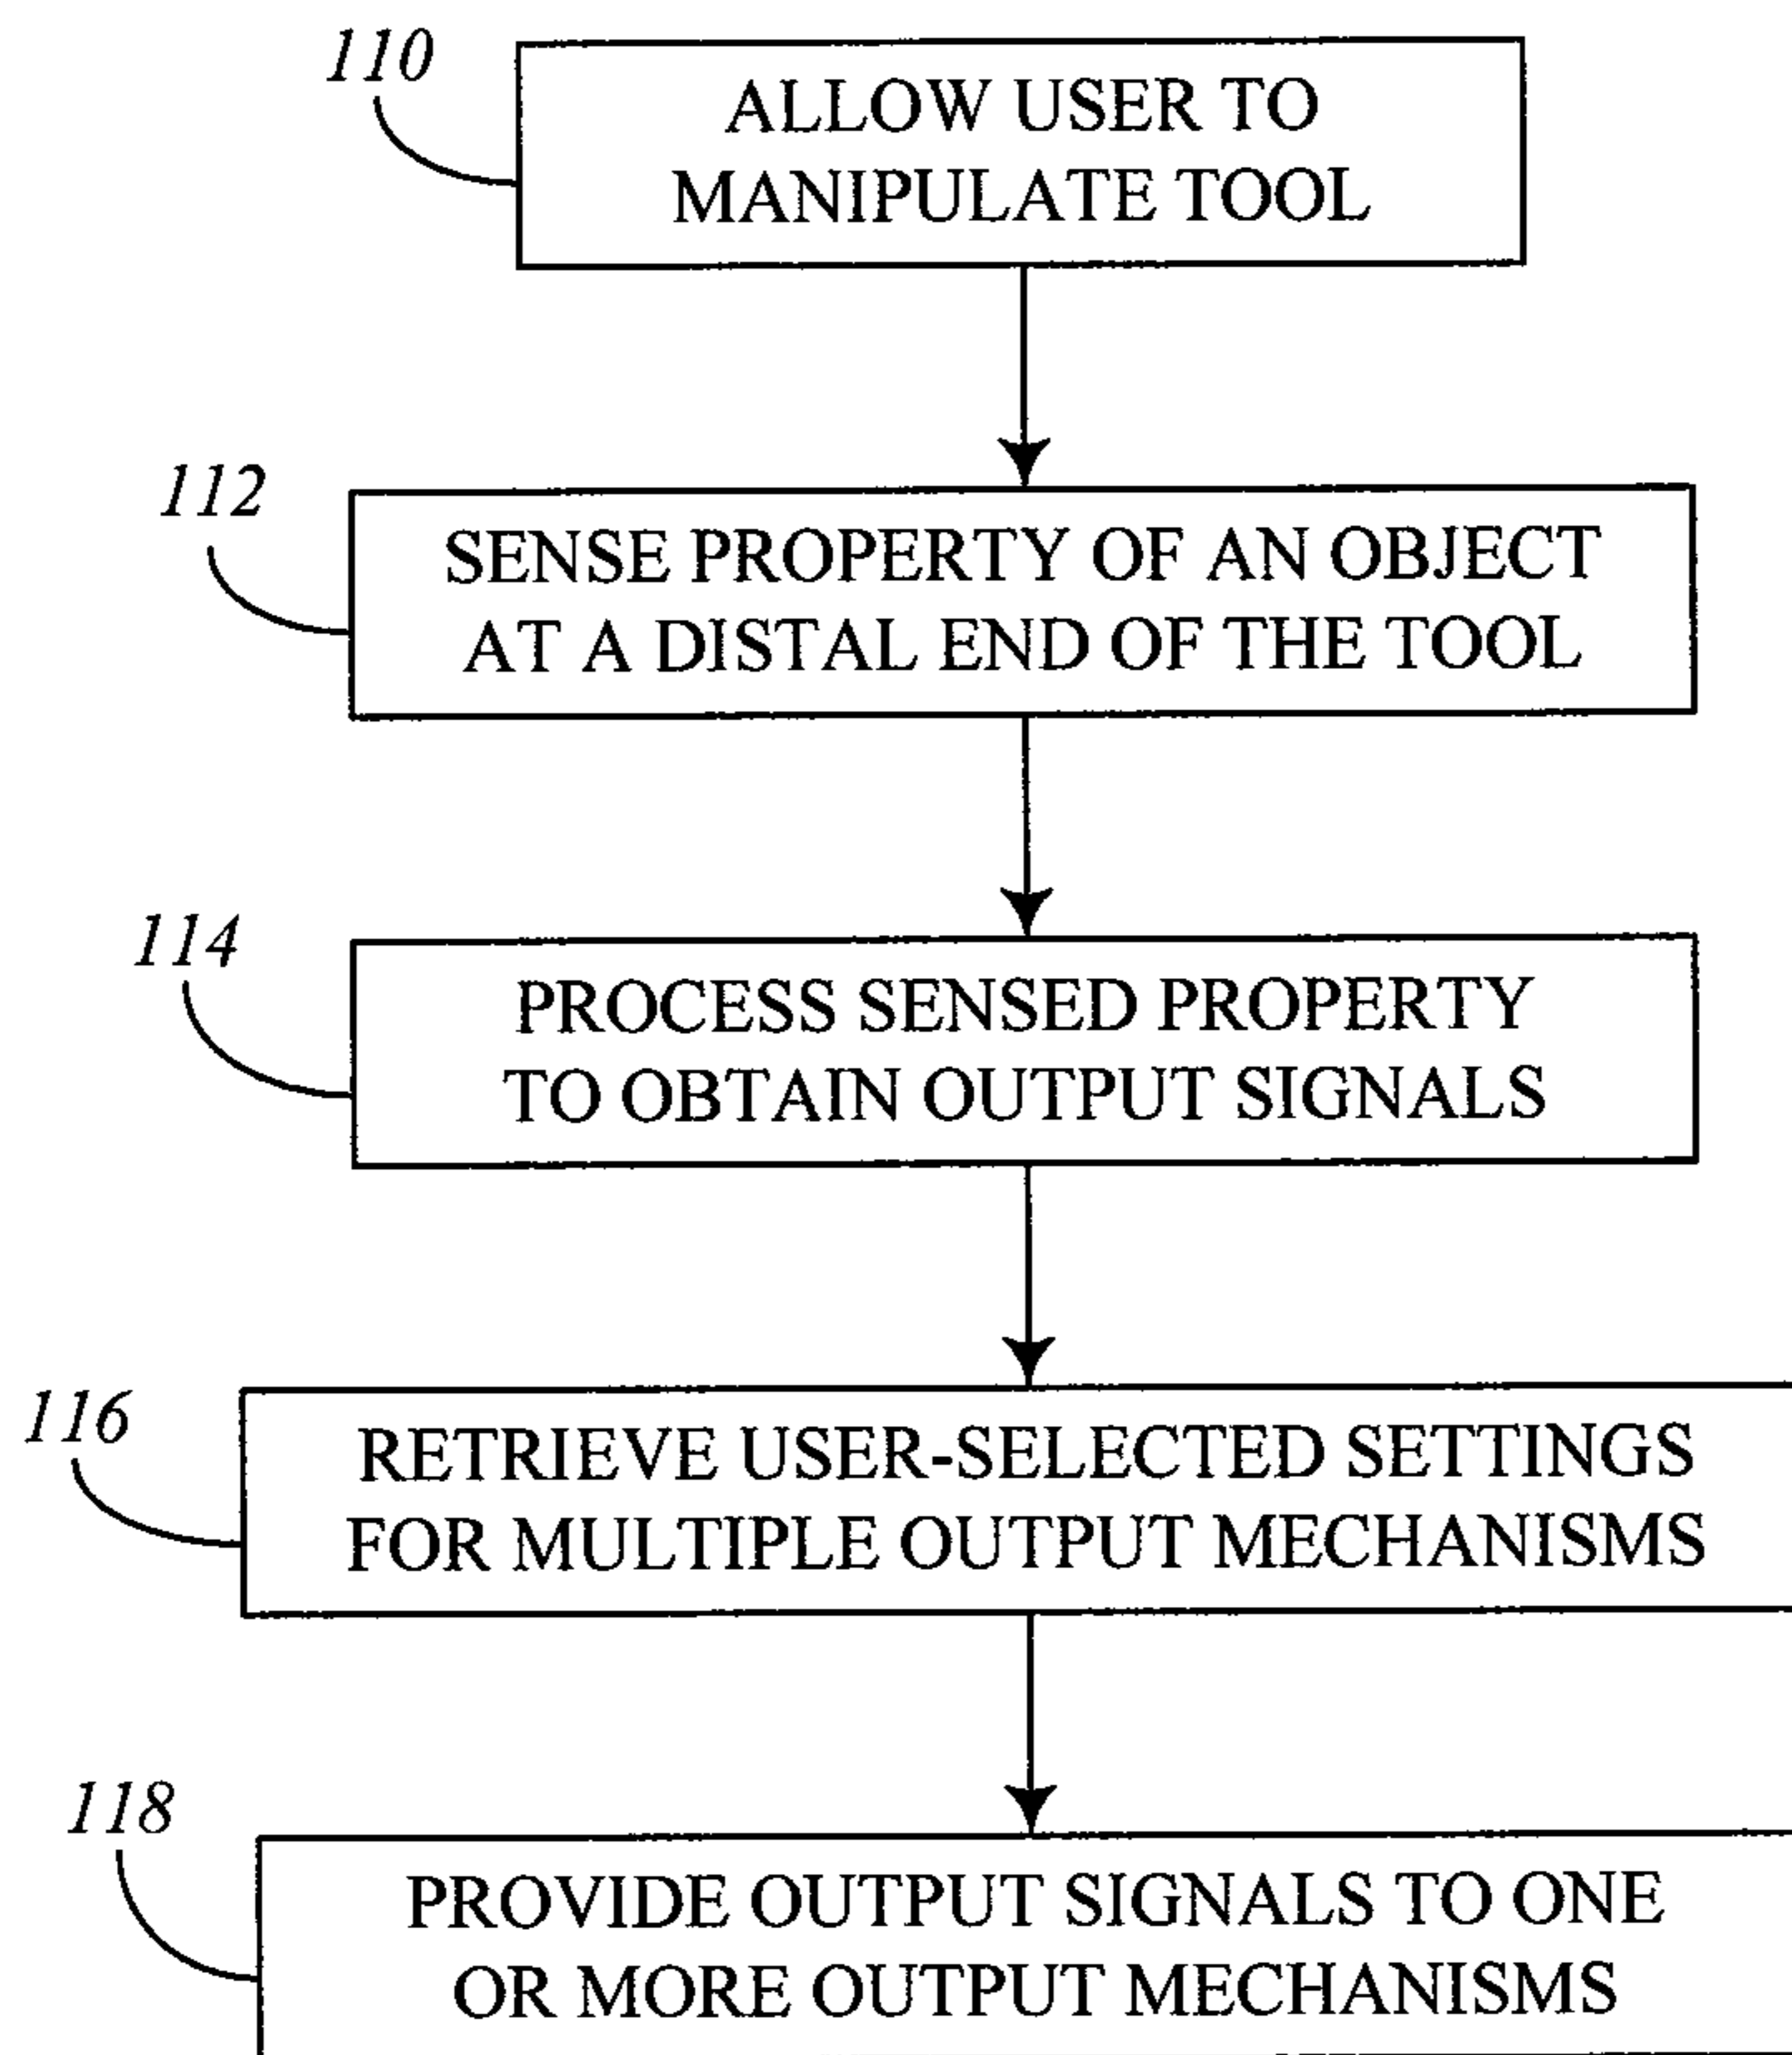 110
ALLOW USER TO
MANIPULATE TOOL
112
SENSE PROPERTY OF AN OBJECT
AT A DISTAL END OF THE TOOL
114
PROCESS SENSED PROPERTY
TO OBTAIN OUTPUT SIGNALS
116
RETRIEVE USER-SELECTED SETTINGS
FOR MULTIPLE OUTPUT MECHANISMS
118
PROVIDE OUTPUT SIGNALS TO ONE
OR MORE OUTPUT MECHANISMS